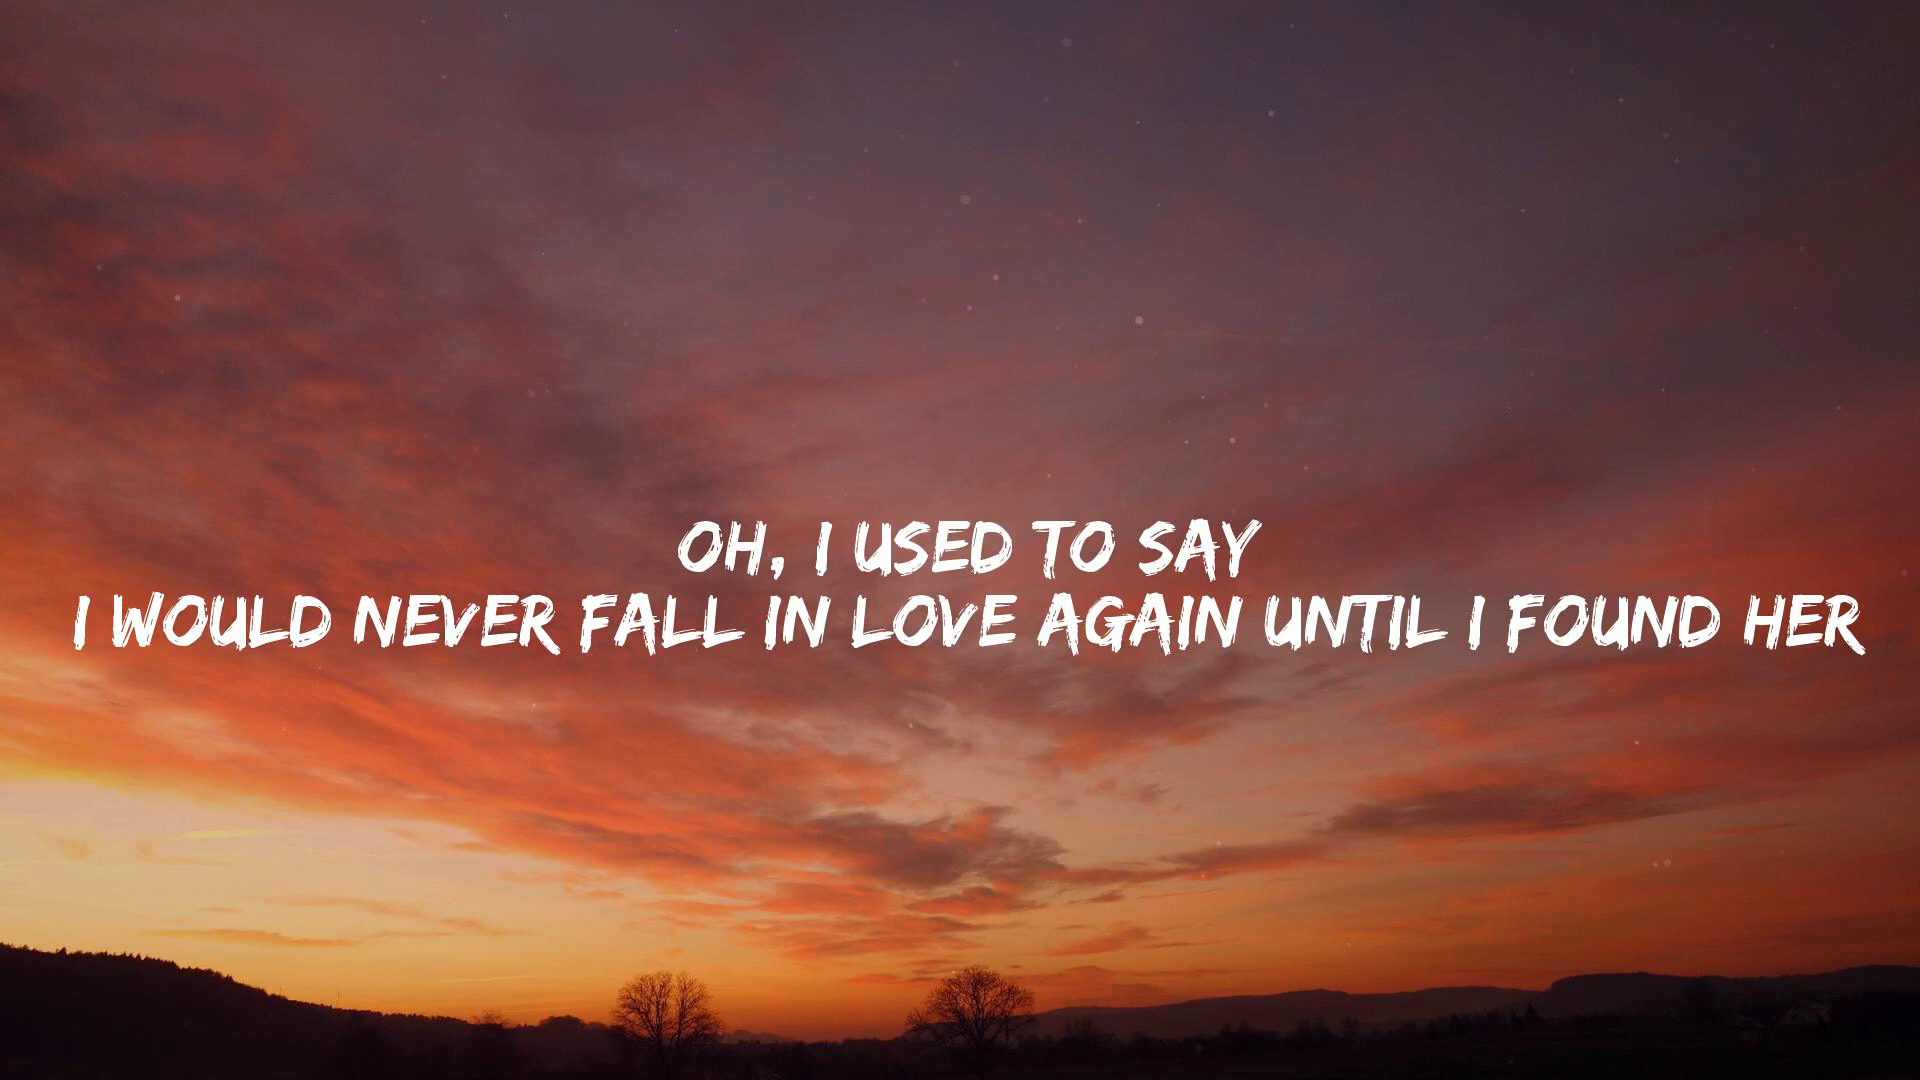 OH, I USED TO SAY
I WOULD NEVER FALL IN LOVE AGAIN UNTIL I FOUND HER